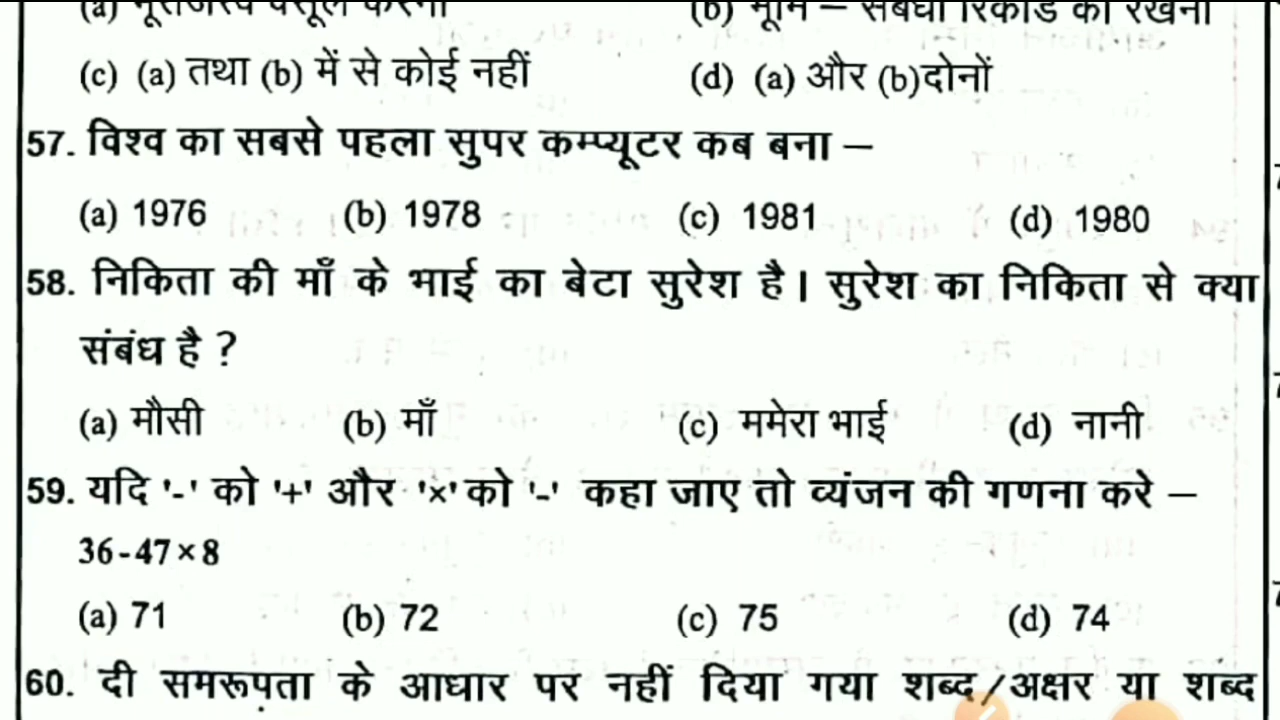 (c) (a) तथा (b) में से कोई नहीं (d) (a) और (b)दोनों
57. विश्व का सबसे पहला सुपर कम्प्यूटर कब बना –
(a) 1976 (b) 1978 (c) 1981 (d) 1980
58. निकिता की माँ के भाई का बेटा सुरेश है। सुरेश का निकिता से क्या
संबंध है ?
(a) मौसी (b) माँ (c) ममेरा भाई (d) नानी
59. यदि '-' को '+' और '×' को '-' कहा जाए तो व्यंजन की गणना करे –
36-47×8
(a) 71 (b) 72 (c) 75 (d) 74
60. दी समरूपता के आधार पर नहीं दिया गया शब्द/अक्षर या शब्द